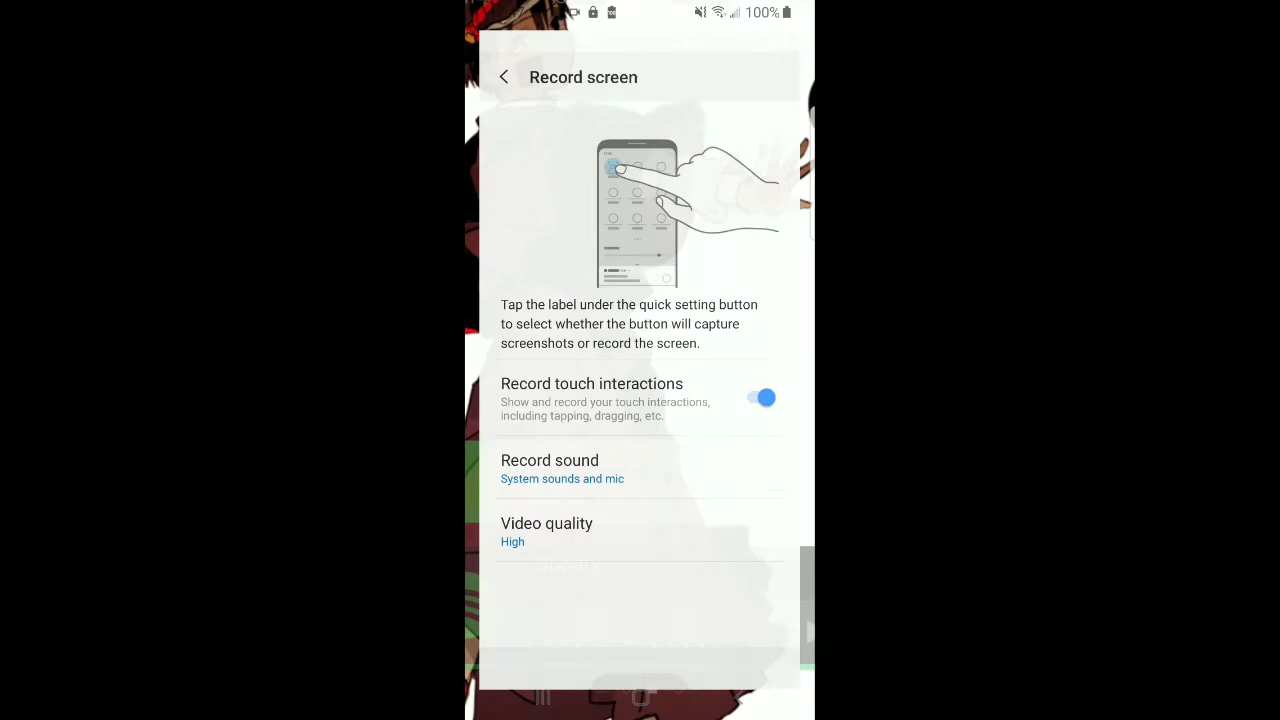 100%
Record screen
Tap the label under the quick setting button
to select whether the button will capture
screenshots or record the screen.
Record touch interactions
Show and record your touch interactions,
including tapping, dragging, etc.
Record sound
System sounds and mic
Video quality
High